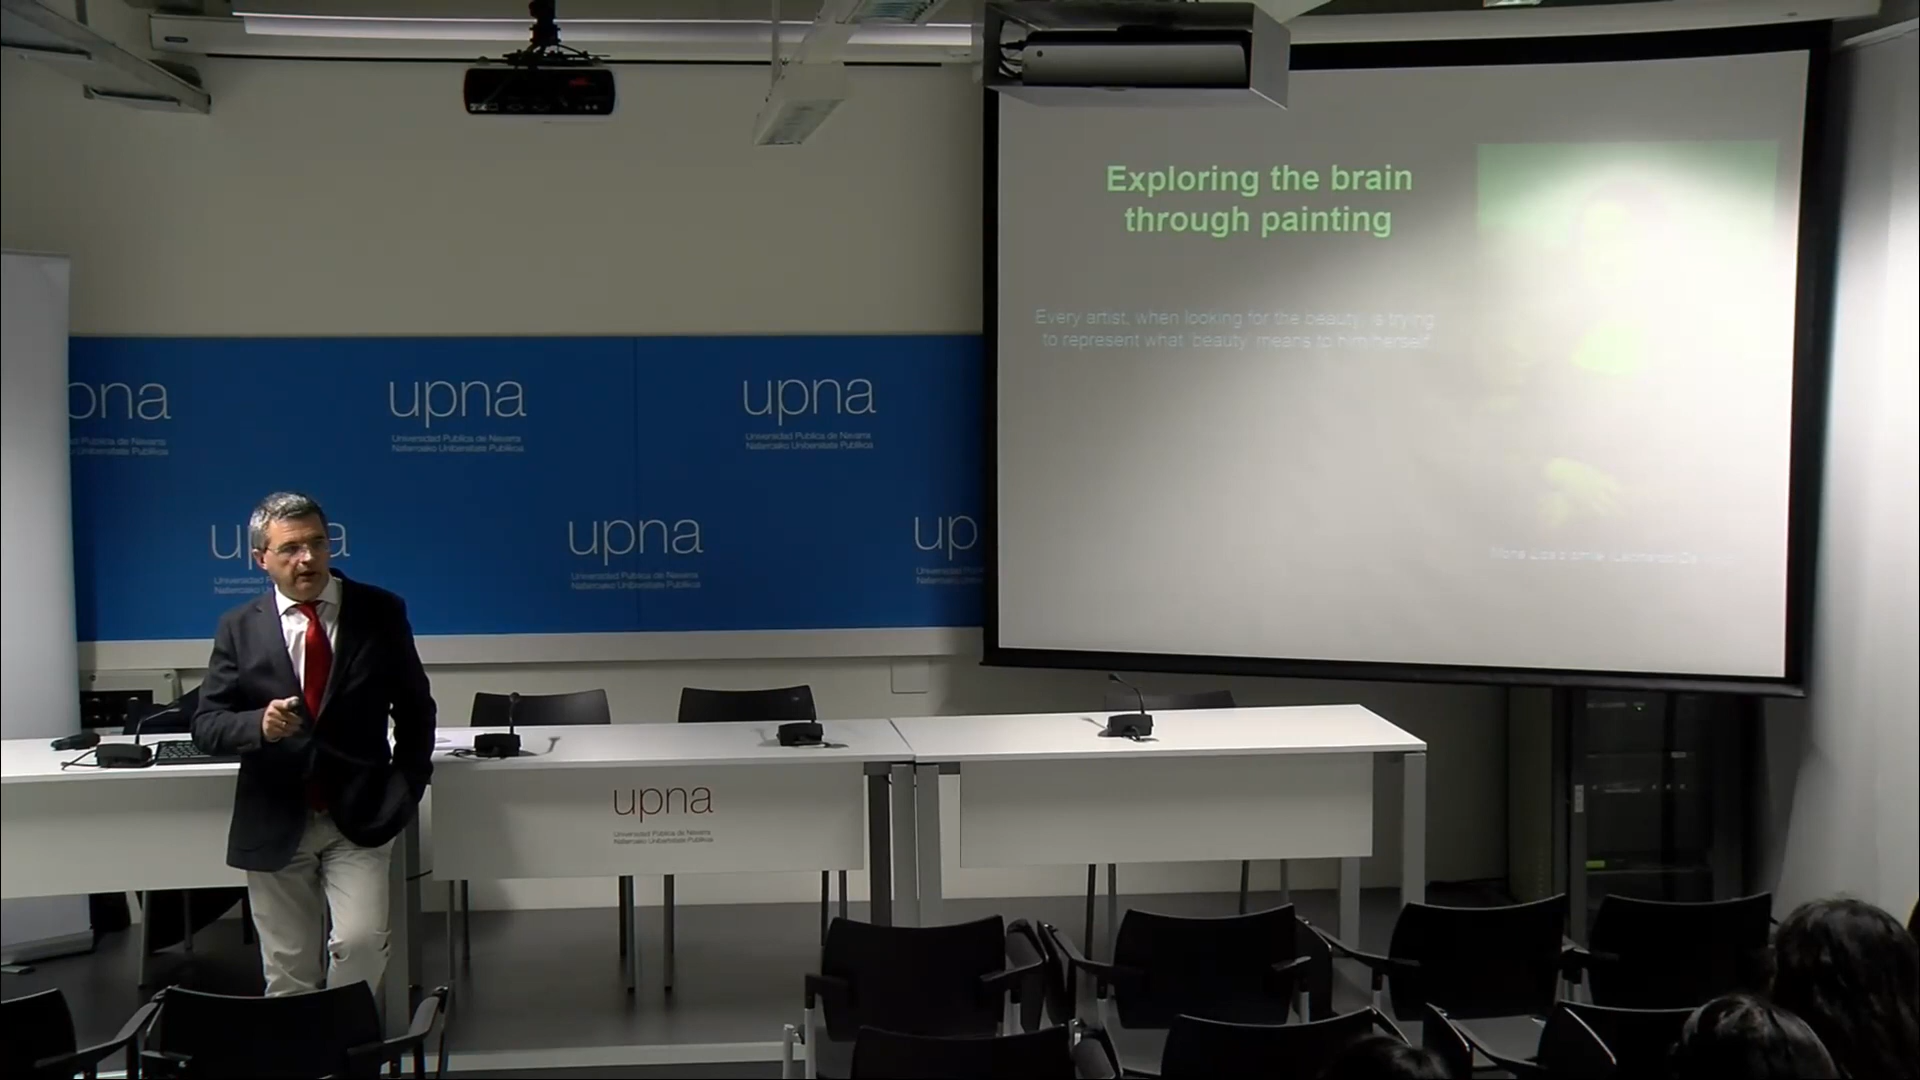 Exploring the brain
through painting
Every artist, when looking for the beauty, is trying
to represent what beauty means to him/herself
upna
Universidad Pública de Navarra
Nafarroako Unibertsitate Publikoa
upna
Universidad Pública de Navarra
Nafarroako Unibertsitate Publikoa
upna
Universidad Pública de Navarra
Nafarroako Unibertsitate Publikoa
up
a
upna
Universidad Pública de Navarra
Nafarroako Unibertsitate Publikoa
up
upna
Universidad Pública de Navarra
Nafarroako Unibertsitate Publikoa